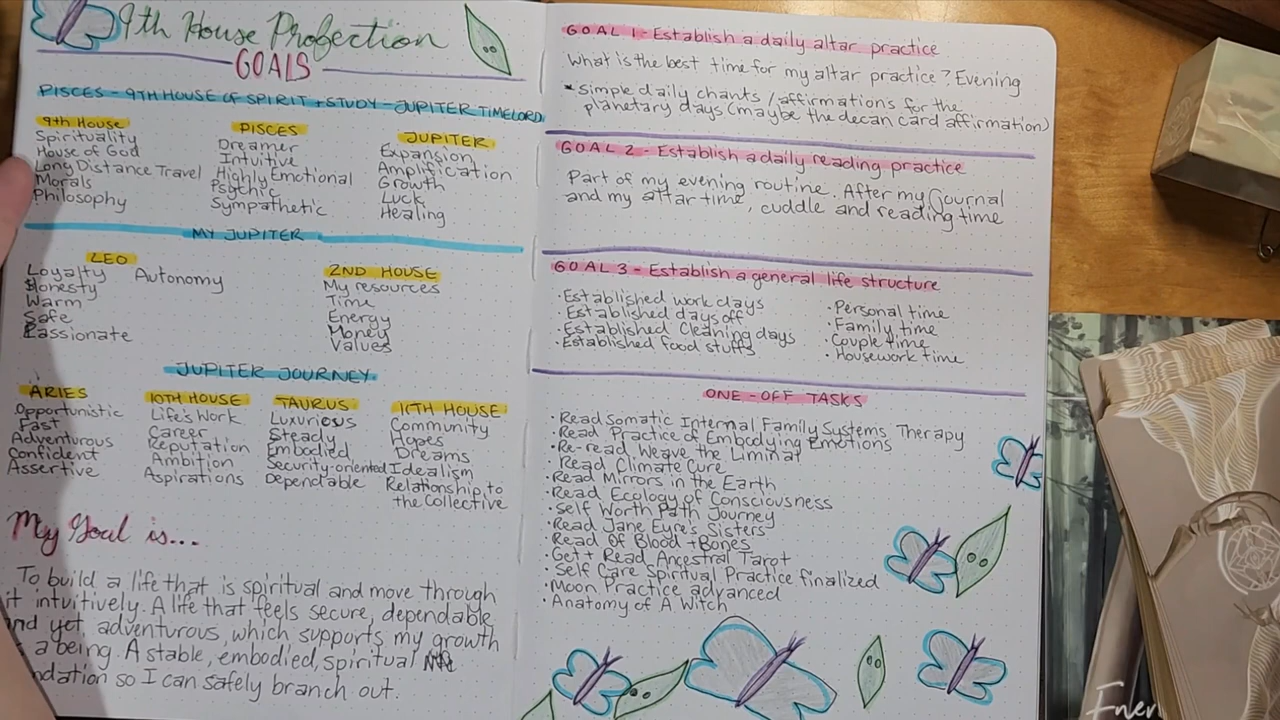 9th House Profection
GOALS
PISCES - 9TH HOUSE OF SPIRIT + STUDY - JUPITER TIMELORD
9th House
Spirituality
House of God
Long Distance Travel
Morals
Philosophy
PISCES
Dreamer
Intuitive
Highly Emotional
Psychic
Sympathetic
JUPITER
Expansion
Amplification
Growth
Luck
Healing
MY JUPITER
LEO
Loyalty Autonomy
Honesty
Warm
Safe
Passionate
2ND HOUSE
My resources
Time
Energy
Money
Values
JUPITER JOURNEY
ARIES
Opportunistic
Fast
Adventurous
Confident
Assertive
10TH HOUSE
Life's Work
Career
Reputation
Ambition
Aspirations
TAURUS
Luxurious
Steady
Embodied
Security-oriented
Dependable
11TH HOUSE
Community
Hopes
Dreams
Idealism
Relationship to
the Collective
My Goal is...
To build a life that is spiritual and move through
it intuitively. A life that feels secure, dependable
and yet adventurous, which supports my growth
s a being. A stable, embodied, spiritual
ndation so I can safely branch out.
GOAL 1 - Establish a daily altar practice
What is the best time for my altar practice? Evening
*simple daily chants / affirmations for the
planetary days (maybe the decan card affirmation)
GOAL 2 - Establish a daily reading practice
Part of my evening routine. After my journal
and my altar time, cuddle and reading time
GOAL 3 - Establish a general life structure
·Established work days
·Established days off
·Established Cleaning days
·Established food stuffs
·Personal time
·Family time
·Couple time
·Housework time
ONE-OFF TASKS
·Read Somatic Internal Family Systems Therapy
·Read Practice of Embodying Emotions
·Re-read Weave the Liminal
·Read Climate Cure
·Read Mirrors in the Earth
·Read Ecology of Consciousness
·Self Worth Path Journey
·Read Jane Eyre's Sisters
·Read Of Blood + Bones
·Get + Read Ancestral Tarot
·Self Care Spiritual Practice finalized
·Moon Practice advanced
·Anatomy of A Witch
Ener